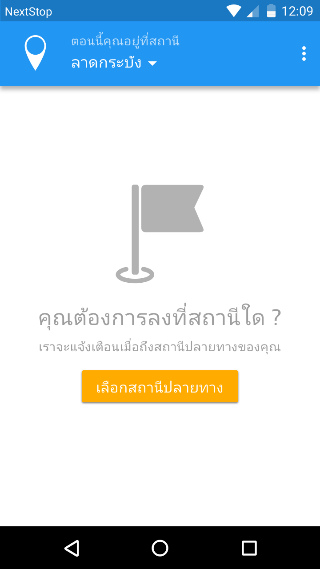 NextStop
12:09
ตอนนี้คุณอยู่ที่สถานี
ลาดกระบัง
คุณต้องการลงที่สถานีใด ?
เราจะแจ้งเตือนเมื่อถึงสถานีปลายทางของคุณ
เลือกสถานีปลายทาง